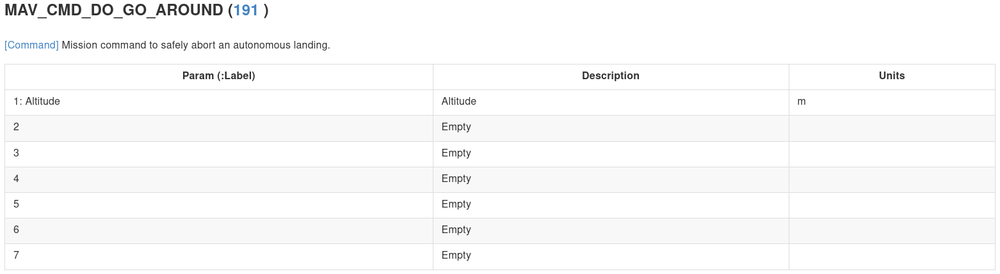 MAV_CMD_DO_GO_AROUND (191 )
[Command] Mission command to safely abort an autonomous landing.
Param (:Label) Description Units
1: Altitude Altitude m
2 Empty
3 Empty
4 Empty
5 Empty
6 Empty
7 Empty